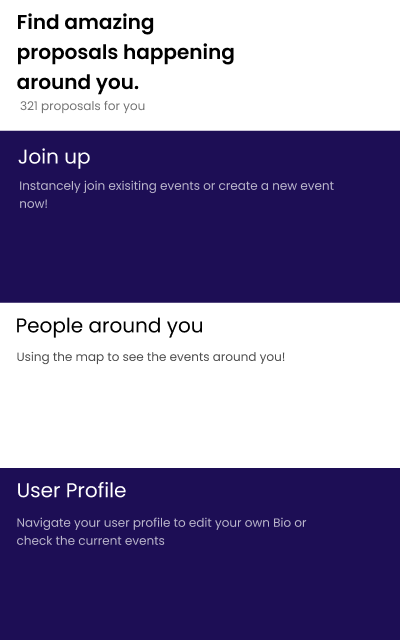 Find amazing
proposals happening
around you.
321 proposals for you
Join up
Instancely join exisiting events or create a new event
now!
People around you
Using the map to see the events around you!
User Profile
Navigate your user profile to edit your own Bio or
check the current events